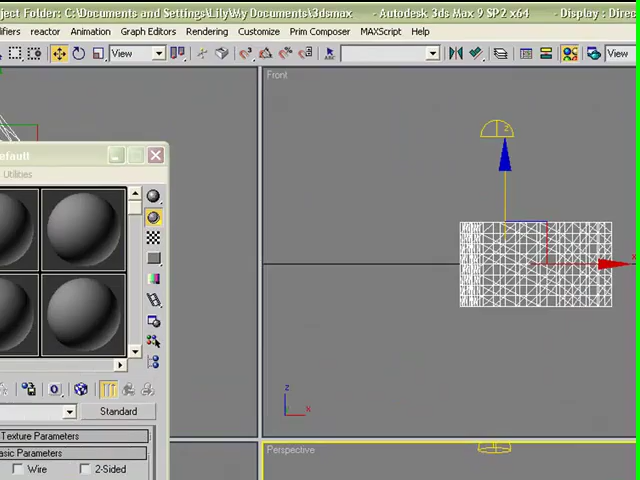 ject Folder: C:\Documents and Settings\Lily\My Documents\3dsmax - Autodesk 3ds Max 9 SP2 x64 - Display : Direc
ifiers reactor Animation Graph Editors Rendering Customize Prim Composer MAXScript Help
View View
Front
efault
Utilities
z
x
Standard
Texture Parameters
asic Parameters
Wire 2-Sided
z
x
Perspective